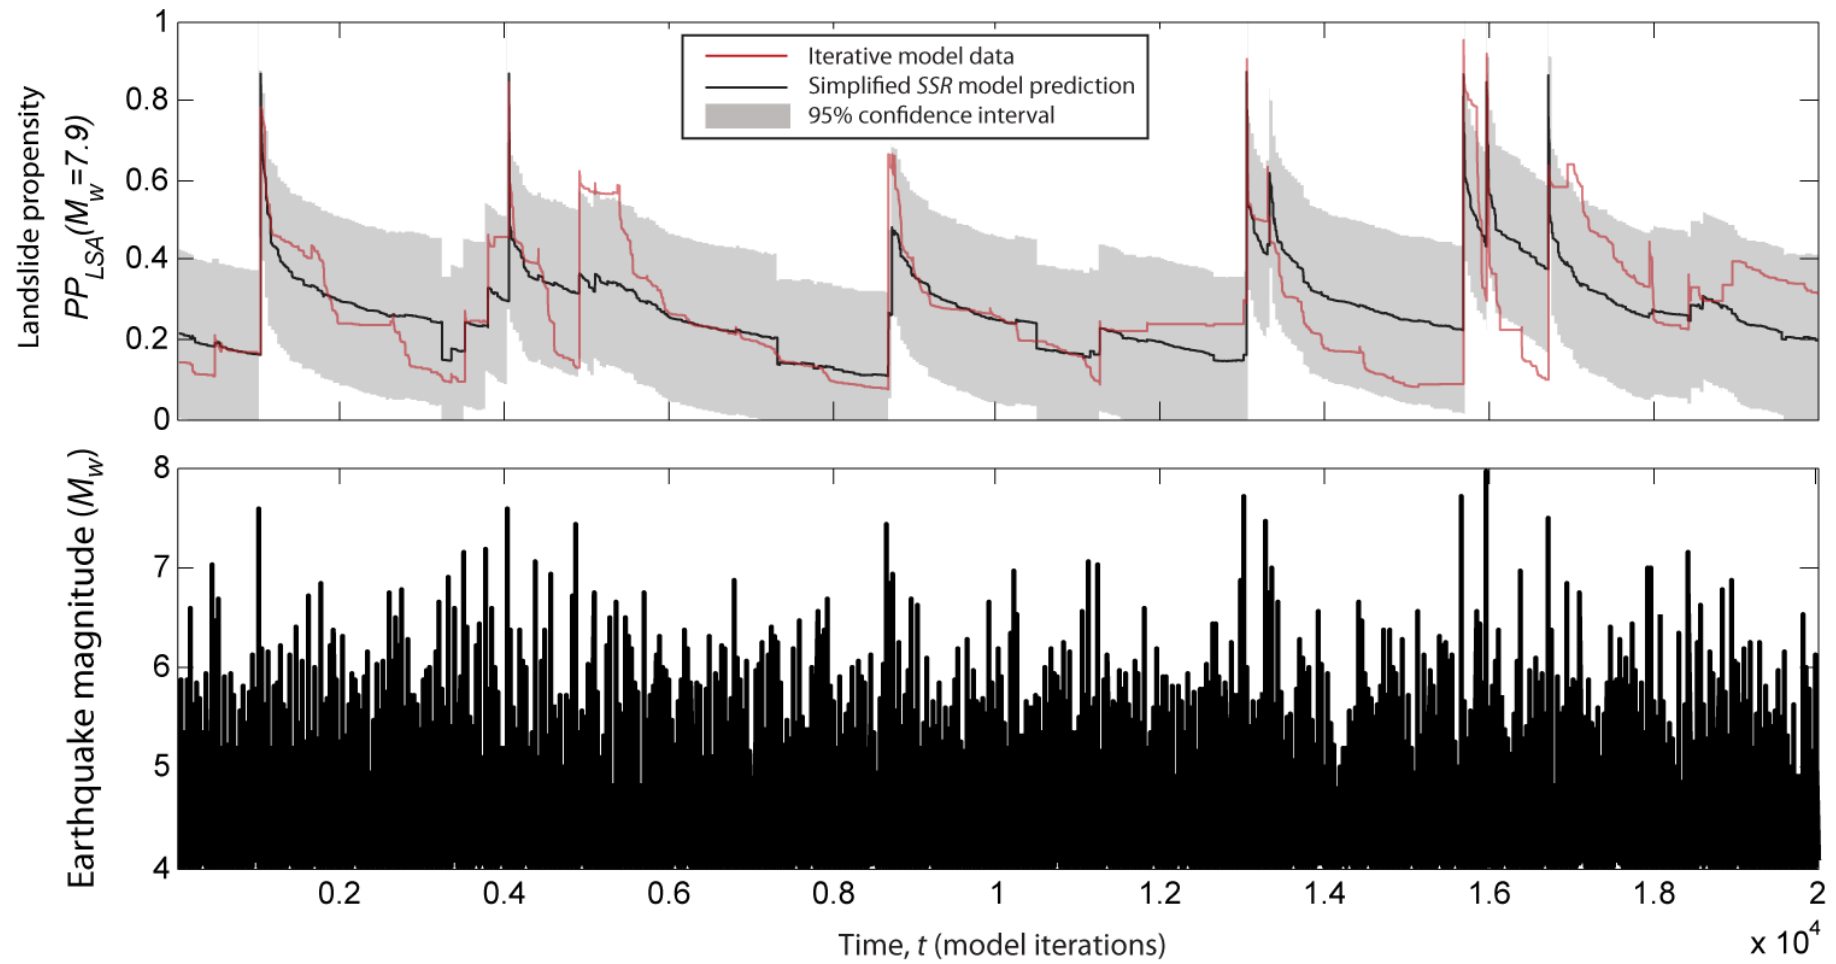 Landslide propensity
PP_LSA(M_w=7.9)
1
0.8
0.6
0.4
0.2
0
Iterative model data
Simplified SSR model prediction
95% confidence interval
Earthquake magnitude (M_w)
8
7
6
5
4
0.2 0.4 0.6 0.8 1 1.2 1.4 1.6 1.8 2
Time, t (model iterations)
x 10^4